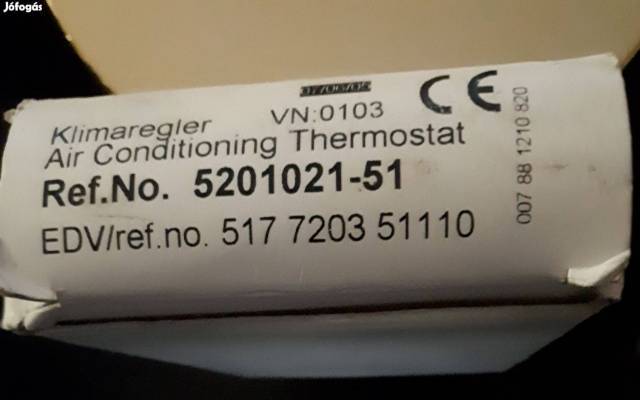 Jófogás
VN:0103
CE
Klimaregler
Air Conditioning Thermostat
Ref.No. 5201021-51
EDV/ref.no. 517 7203 51110
007 88 1210 820